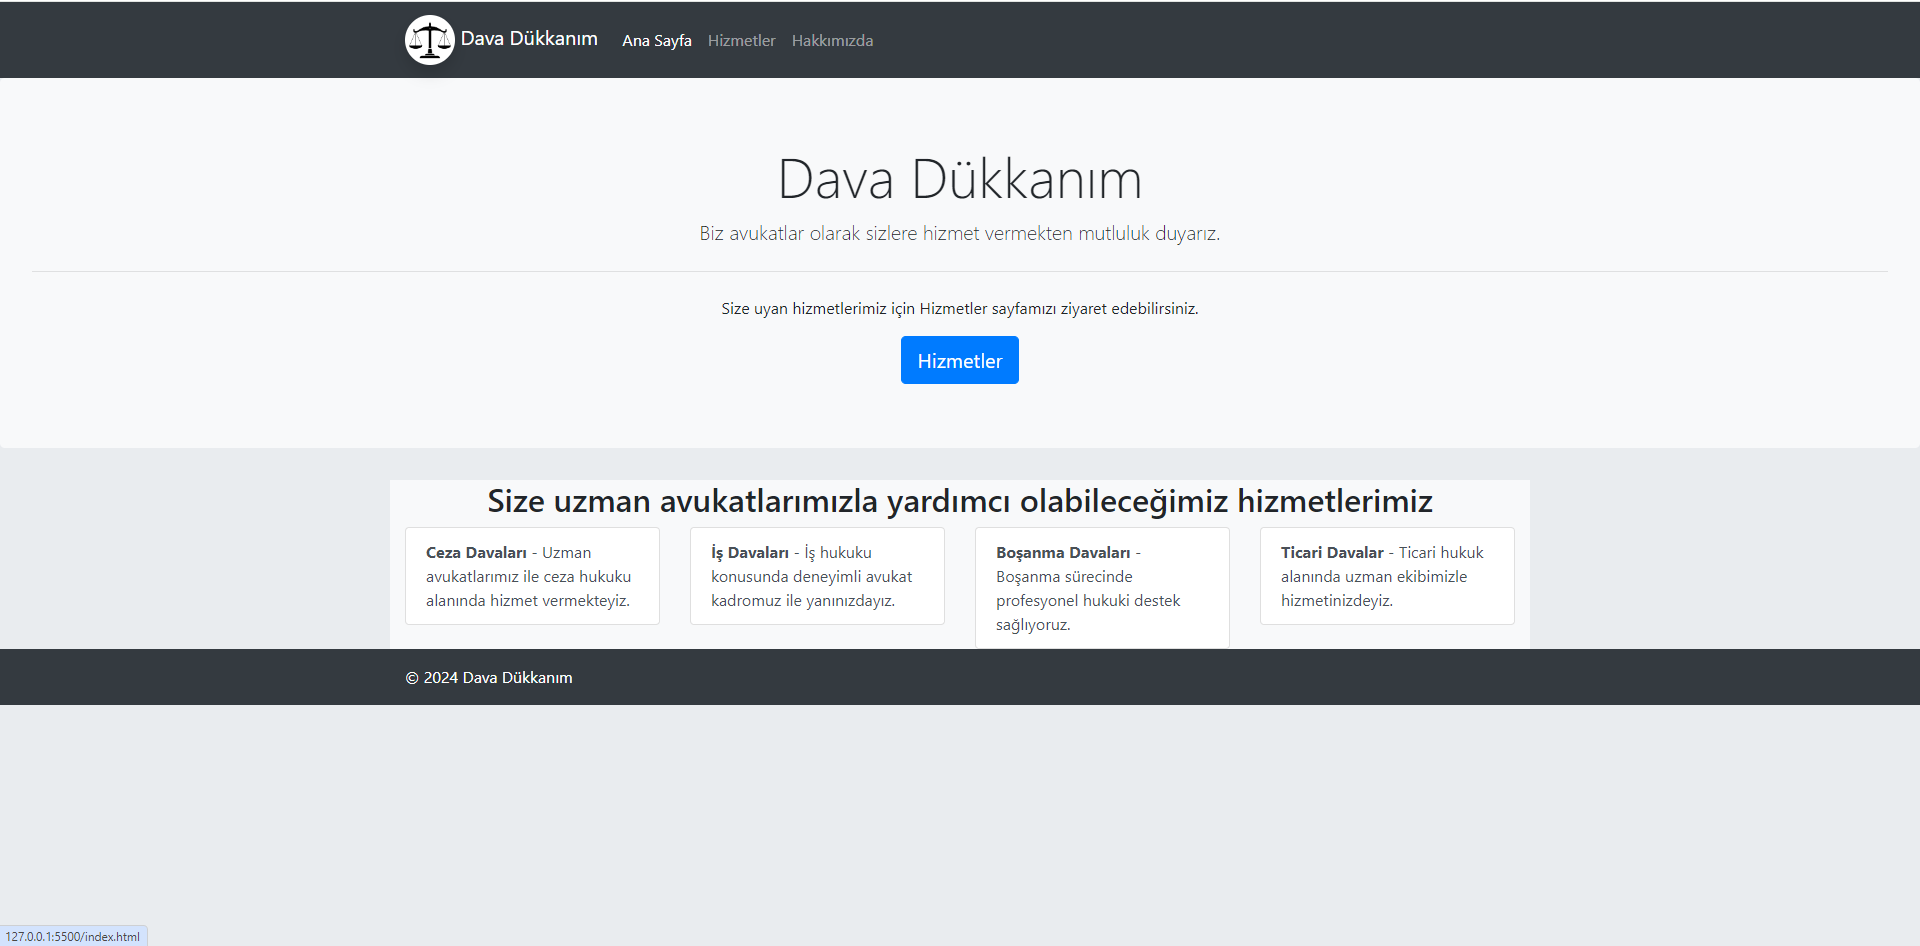 Dava Dükkanım Ana Sayfa Hizmetler Hakkımızda
Dava Dükkanım
Biz avukatlar olarak sizlere hizmet vermekten mutluluk duyarız.
Size uyan hizmetlerimiz için Hizmetler sayfamızı ziyaret edebilirsiniz.
Hizmetler
Size uzman avukatlarımızla yardımcı olabileceğimiz hizmetlerimiz
Ceza Davaları - Uzman
avukatlarımız ile ceza hukuku
alanında hizmet vermekteyiz.
İş Davaları - İş hukuku
konusunda deneyimli avukat
kadromuz ile yanınızdayız.
Boşanma Davaları -
Boşanma sürecinde
profesyonel hukuki destek
sağlıyoruz.
Ticari Davalar - Ticari hukuk
alanında uzman ekibimizle
hizmetinizdeyiz.
© 2024 Dava Dükkanım
127.0.0.1:5500/index.html